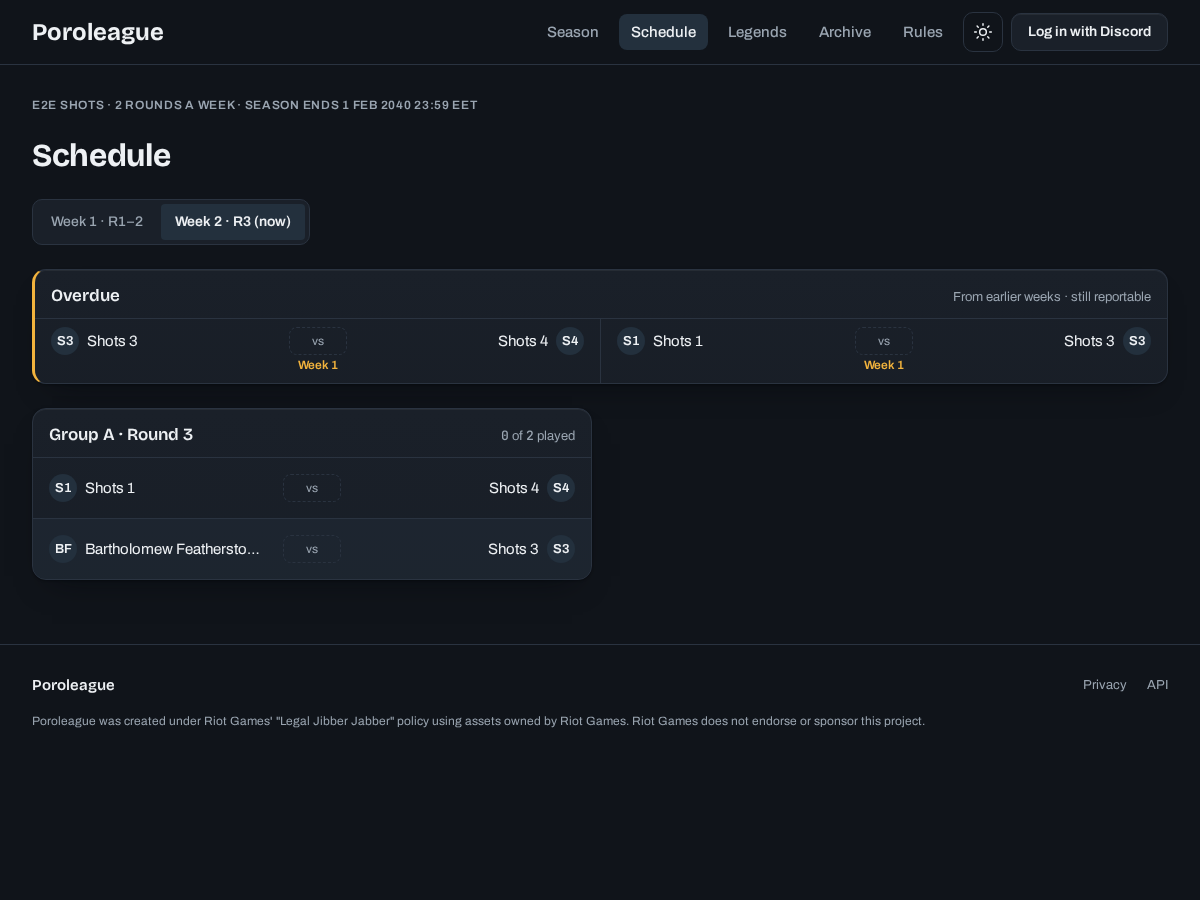 Poroleague
Season Schedule Legends Archive Rules Log in with Discord
E2E SHOTS · 2 ROUNDS A WEEK · SEASON ENDS 1 FEB 2040 23:59 EET
Schedule
Week 1 · R1–2 Week 2 · R3 (now)
Overdue From earlier weeks · still reportable
S3 Shots 3 vs Shots 4 S4 S1 Shots 1 vs Shots 3 S3
Week 1 Week 1
Group A · Round 3 0 of 2 played
S1 Shots 1 vs Shots 4 S4
BF Bartholomew Feathersto... vs Shots 3 S3
Poroleague Privacy API
Poroleague was created under Riot Games' "Legal Jibber Jabber" policy using assets owned by Riot Games. Riot Games does not endorse or sponsor this project.